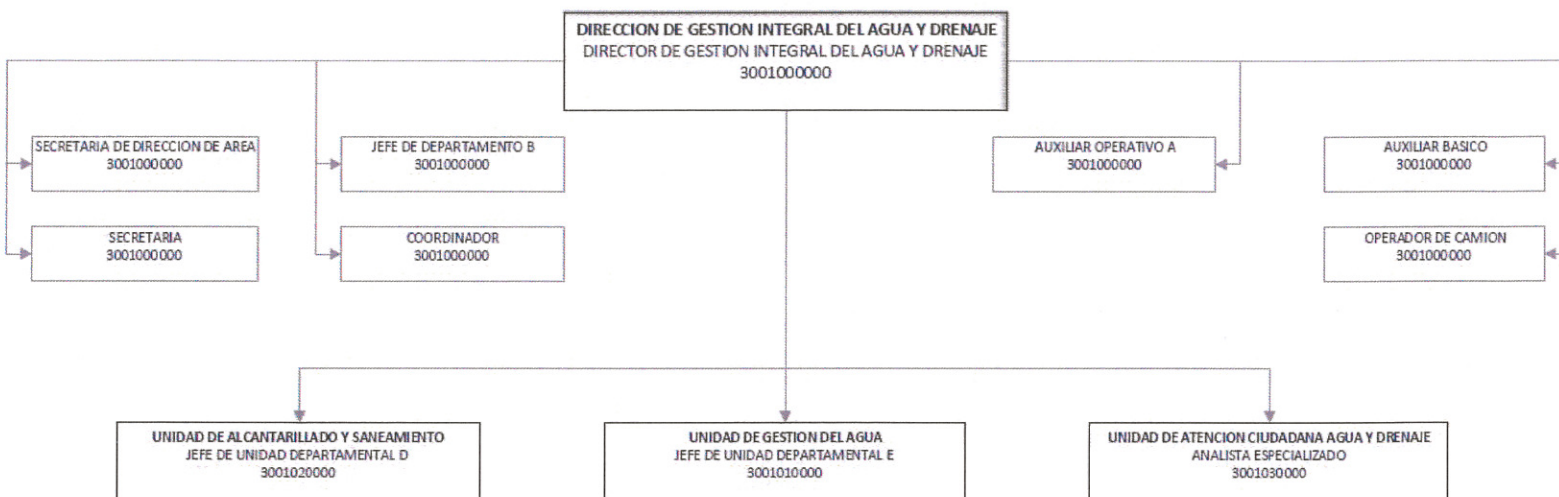 DIRECCION DE GESTION INTEGRAL DEL AGUA Y DRENAJE
DIRECTOR DE GESTION INTEGRAL DEL AGUA Y DRENAJE
3001000000
SECRETARIA DE DIRECCION DE AREA
3001000000
JEFE DE DEPARTAMENTO B
3001000000
AUXILIAR OPERATIVO A
3001000000
AUXILIAR BASICO
3001000000
SECRETARIA
3001000000
COORDINADOR
3001000000
OPERADOR DE CAMION
3001000000
UNIDAD DE ALCANTARILLADO Y SANEAMIENTO
JEFE DE UNIDAD DEPARTAMENTAL D
3001020000
UNIDAD DE GESTION DEL AGUA
JEFE DE UNIDAD DEPARTAMENTAL E
3001010000
UNIDAD DE ATENCION CIUDADANA AGUA Y DRENAJE
ANALISTA ESPECIALIZADO
3001030000